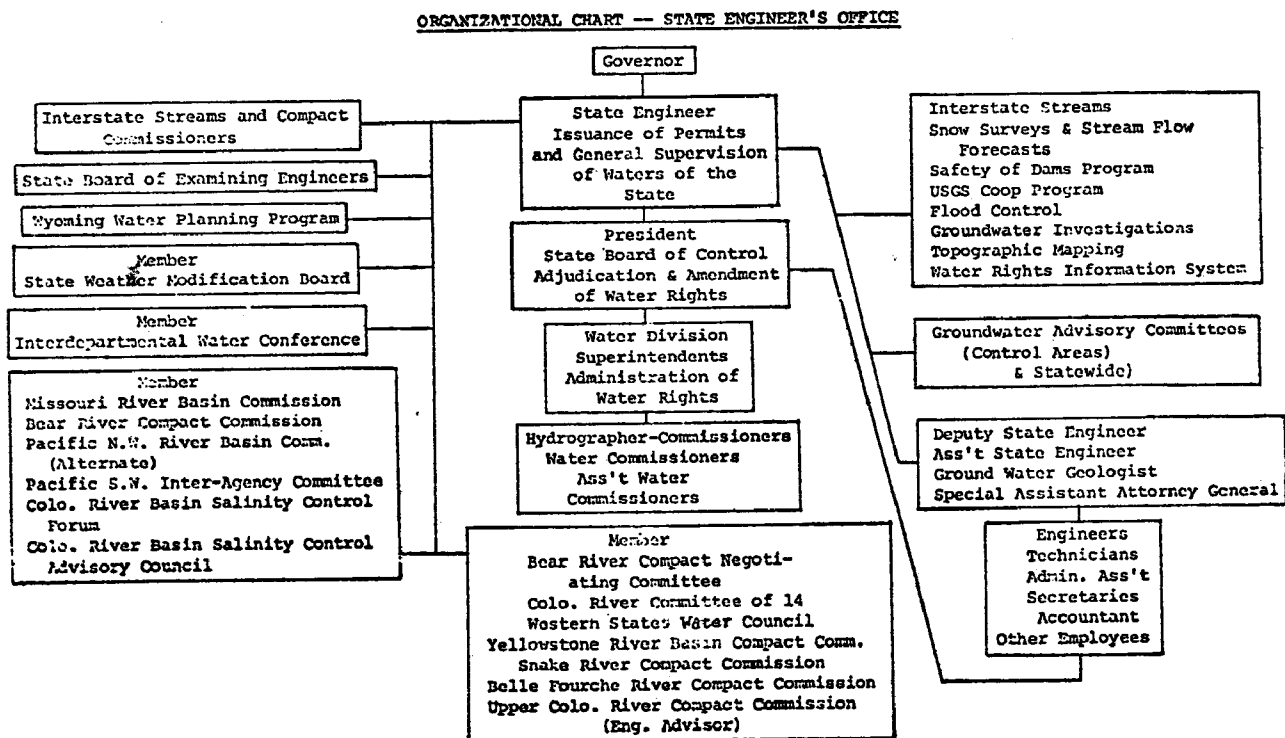 ORGANIZATIONAL CHART -- STATE ENGINEER'S OFFICE
Governor
State Engineer
Issuance of Permits
and General Supervision
of Waters of the
State
President
State Board of Control
Adjudication & Amendment
of Water Rights
Water Division
Superintendents
Administration of
Water Rights
Hydrographer-Commissioners
Water Commissioners
Ass't Water
Commissioners
Interstate Streams and Compact
Commissioners
State Board of Examining Engineers
Wyoming Water Planning Program
Member
State Weather Modification Board
Member
Interdepartmental Water Conference
Member
Missouri River Basin Commission
Bear River Compact Commission
Pacific N.W. River Basin Comm.
(Alternate)
Pacific S.W. Inter-Agency Committee
Colo. River Basin Salinity Control
Forum
Colo. River Basin Salinity Control
Advisory Council
Member
Bear River Compact Negoti-
ating Committee
Colo. River Committee of 14
Western States Water Council
Yellowstone River Basin Compact Comm.
Snake River Compact Commission
Belle Fourche River Compact Commission
Upper Colo. River Compact Commission
(Eng. Advisor)
Interstate Streams
Snow Surveys & Stream Flow
Forecasts
Safety of Dams Program
USGS Coop Program
Flood Control
Groundwater Investigations
Topographic Mapping
Water Rights Information System
Groundwater Advisory Committees
(Control Areas)
& Statewide)
Deputy State Engineer
Ass't State Engineer
Ground Water Geologist
Special Assistant Attorney General
Engineers
Technicians
Admin. Ass't
Secretaries
Accountant
Other Employees